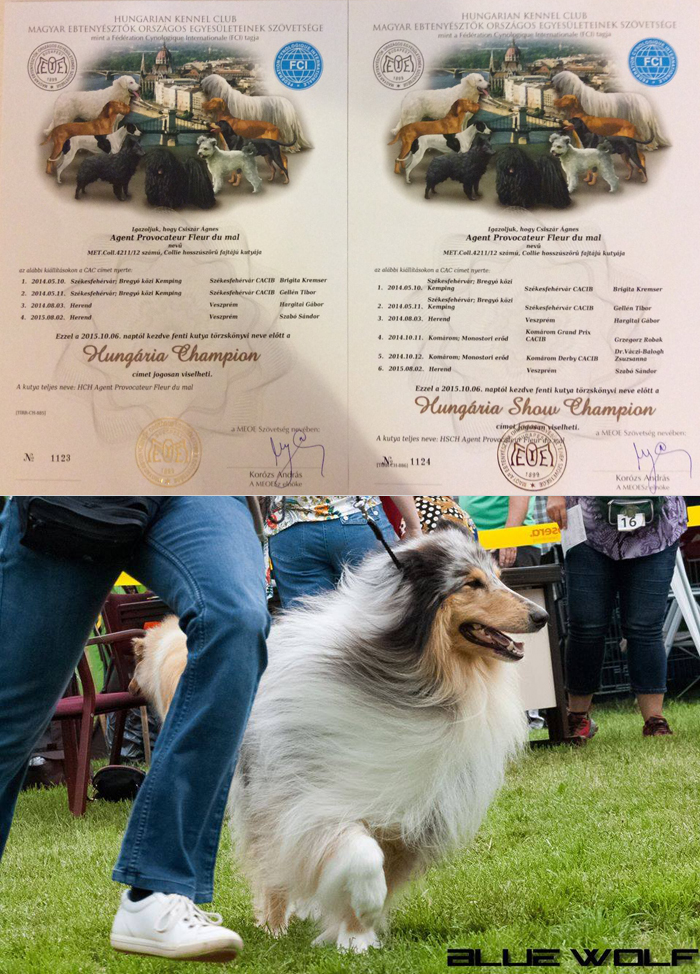 HUNGARIAN KENNEL CLUB
MAGYAR EBTENYÉSZTŐK ORSZÁGOS EGYESÜLETEINEK SZÖVETSÉGE
mint a Fédération Cynologique Internationale (FCI) tagja
FCI
1899
Igazoljuk, hogy Csiszár Ágnes
Agent Provocateur Fleur du mal
nevű
MET.Coll.4211/12 számú, Collie hosszúszőrű fajtájú kutyája
az alábbi kiállításokon a CAC címet nyerte:
1. 2014.05.10. Székesfehérvár; Bregyó közi Kemping Székesfehérvár CACIB Brigita Kremser
2. 2014.05.11. Székesfehérvár; Bregyó közi Kemping Székesfehérvár CACIB Gellén Tibor
3. 2014.08.03. Herend Veszprém Hargitai Gábor
4. 2015.08.02. Herend Veszprém Szabó Sándor
Ezzel a 2015.10.06. naptól kezdve fenti kutya törzskönyvi neve előtt a
Hungária Champion
címet jogosan viselheti.
A kutya teljes neve: HCH Agent Provocateur Fleur du mal
a MEOE Szövetség nevében:
№ 1123
Korózs András
A MEOESz elnöke
HUNGARIAN KENNEL CLUB
MAGYAR EBTENYÉSZTŐK ORSZÁGOS EGYESÜLETEINEK SZÖVETSÉGE
mint a Fédération Cynologique Internationale (FCI) tagja
1899
FCI
Igazoljuk, hogy Csiszár Ágnes
Agent Provocateur Fleur du mal
nevű
MET.Coll.4211/12 számú, Collie hosszúszőrű fajtájú kutyája
az alábbi kiállításokon a CAC címet nyerte:
1. 2014.05.10. Székesfehérvár; Bregyó közi Kemping Székesfehérvár CACIB Brigita Kremser
2. 2014.05.11. Székesfehérvár; Bregyó közi Kemping Székesfehérvár CACIB Gellén Tibor
3. 2014.08.03. Herend Veszprém Hargitai Gábor
4. 2014.10.11. Komárom; Monostori erőd Komárom Grand Prix CACIB Grzegorz Robak
5. 2014.10.12. Komárom; Monostori erőd Komárom Derby CACIB Dr.Váczi-Balogh Zsuzsanna
6. 2015.08.02. Herend Veszprém Szabó Sándor
Ezzel a 2015.10.06. naptól kezdve fenti kutya törzskönyvi neve előtt a
Hungária Show Champion
címet jogosan viselheti.
A kutya teljes neve: HSCH Agent Provocateur Fleur du mal
a MEOE Szövetség nevében:
№ 1124
1899
Korózs András
A MEOESz elnöke
16
BLUE WOLF